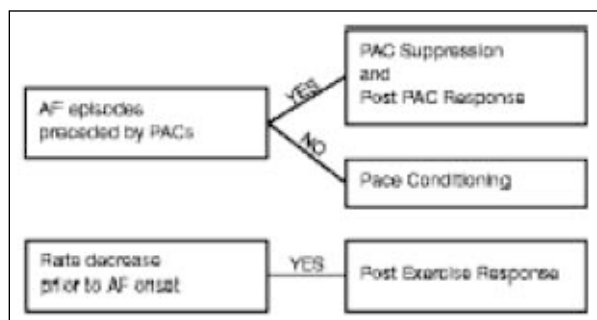 AF episodes
preceded by PACs
YES
NO
PAC Suppression
and
Post PAC Response
Pace Conditioning
Rate decrease
prior to AF onset
YES
Post Exercise Response